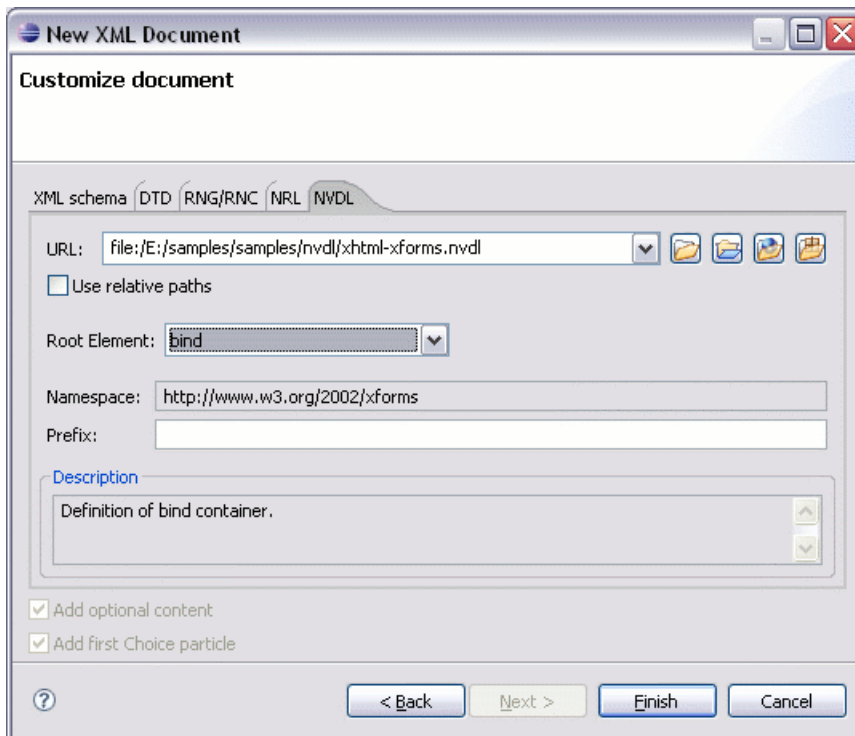 New XML Document
Customize document
XML schema DTD RNG/RNC NRL NVDL
URL: file:/E:/samples/samples/nvdl/xhtml-xforms.nvdl
Use relative paths
Root Element: bind
Namespace: http://www.w3.org/2002/xforms
Prefix:
Description
Definition of bind container.
Add optional content
Add first Choice particle
? < Back Next > Finish Cancel